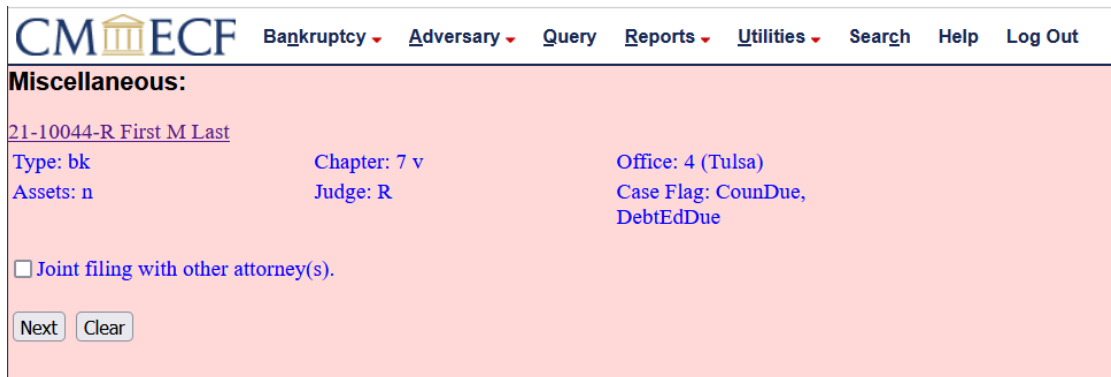 CM ECF Bankruptcy Adversary Query Reports Utilities Search Help Log Out
Miscellaneous:
21-10044-R First M Last
Type: bk Chapter: 7 v Office: 4 (Tulsa)
Assets: n Judge: R Case Flag: CounDue,
DebtEdDue
Joint filing with other attorney(s).
Next Clear